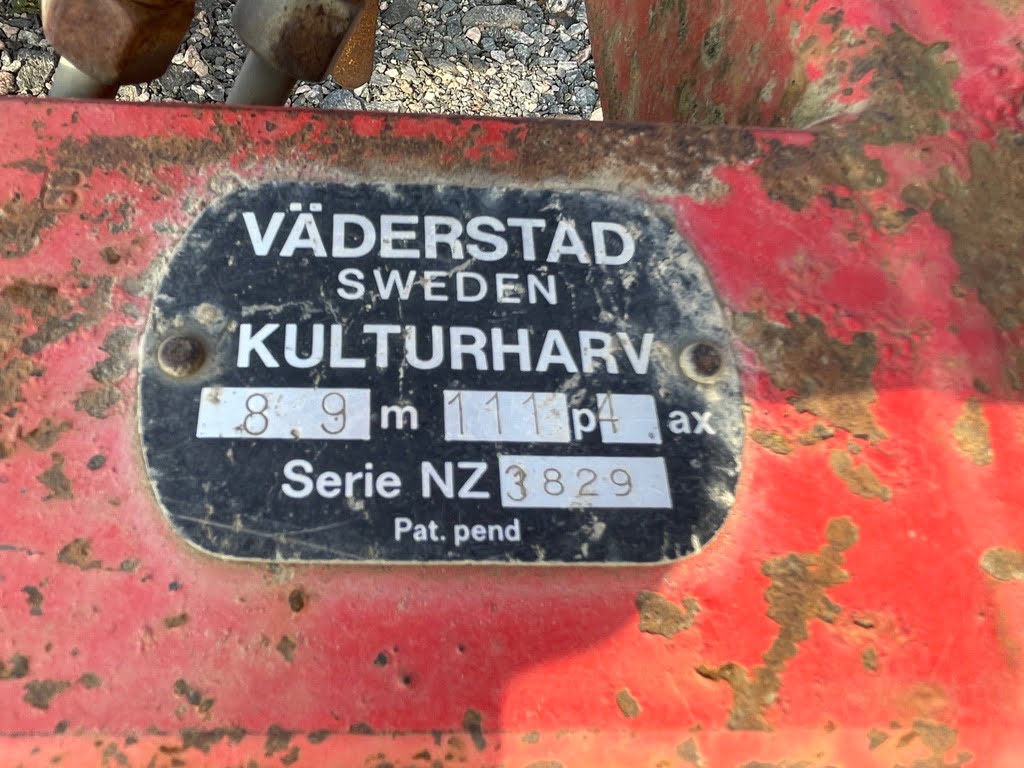 VÄDERSTAD
SWEDEN
KULTURHARV
8.9 m 111 p 4 ax
Serie NZ 3829
Pat. pend